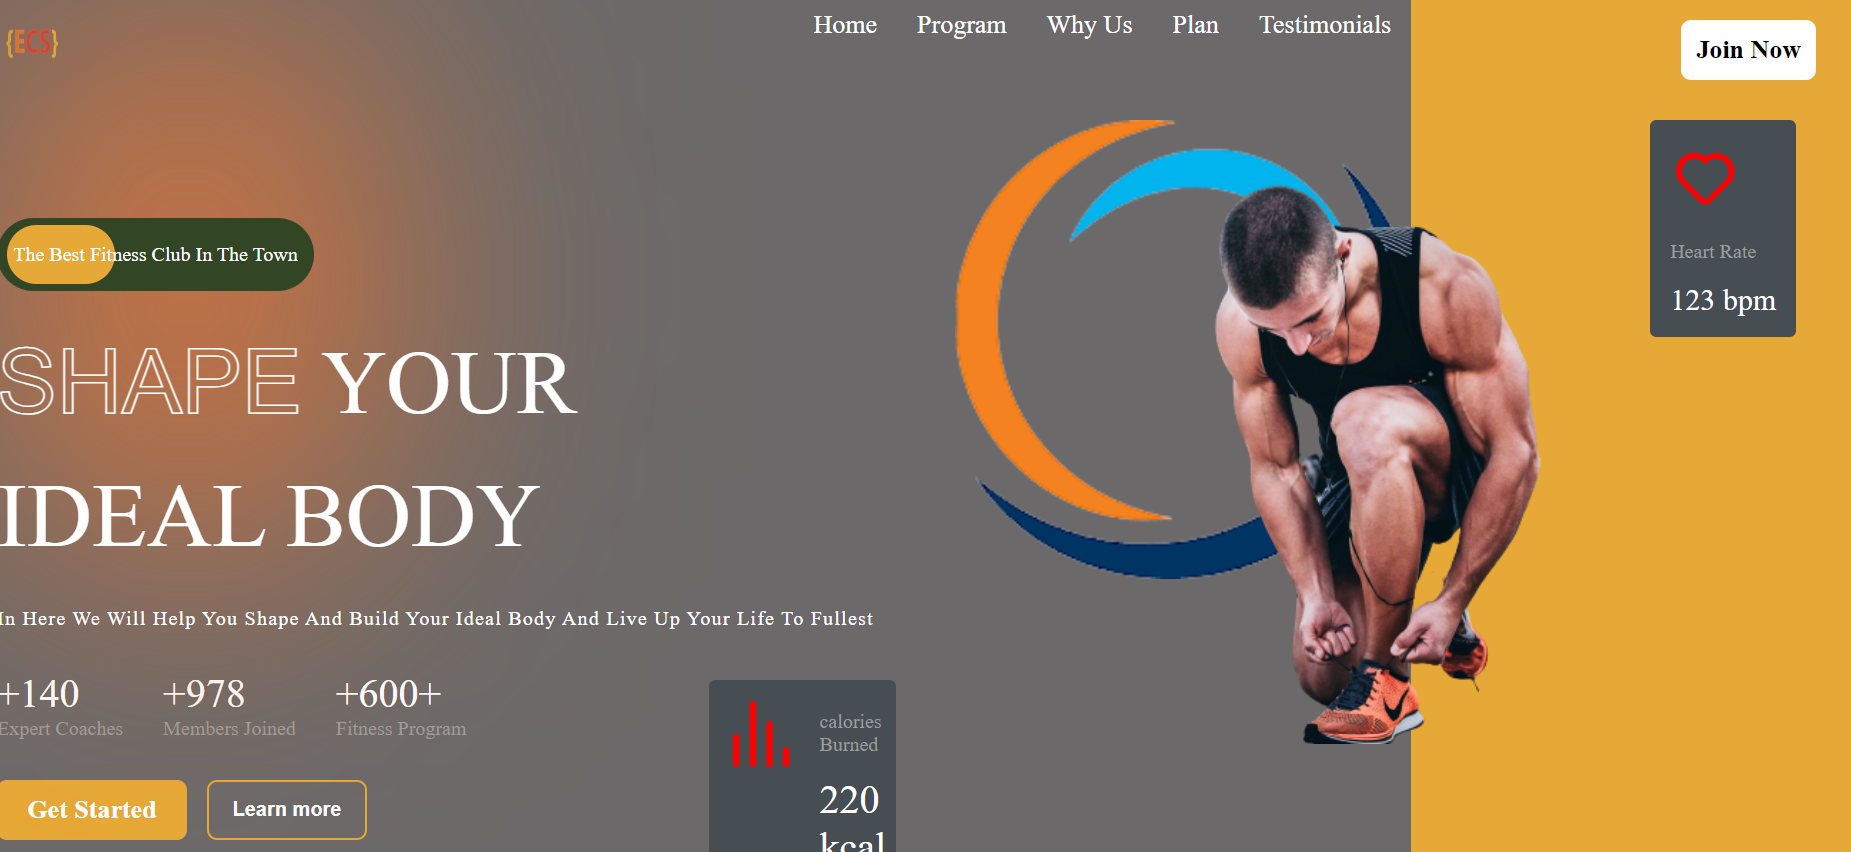 {ECS}
Home Program Why Us Plan Testimonials
Join Now
The Best Fitness Club In The Town
SHAPE YOUR
IDEAL BODY
In Here We Will Help You Shape And Build Your Ideal Body And Live Up Your Life To Fullest
+140
Expert Coaches
+978
Members Joined
+600+
Fitness Program
Get Started
Learn more
Heart Rate
123 bpm
calories
Burned
220
kcal